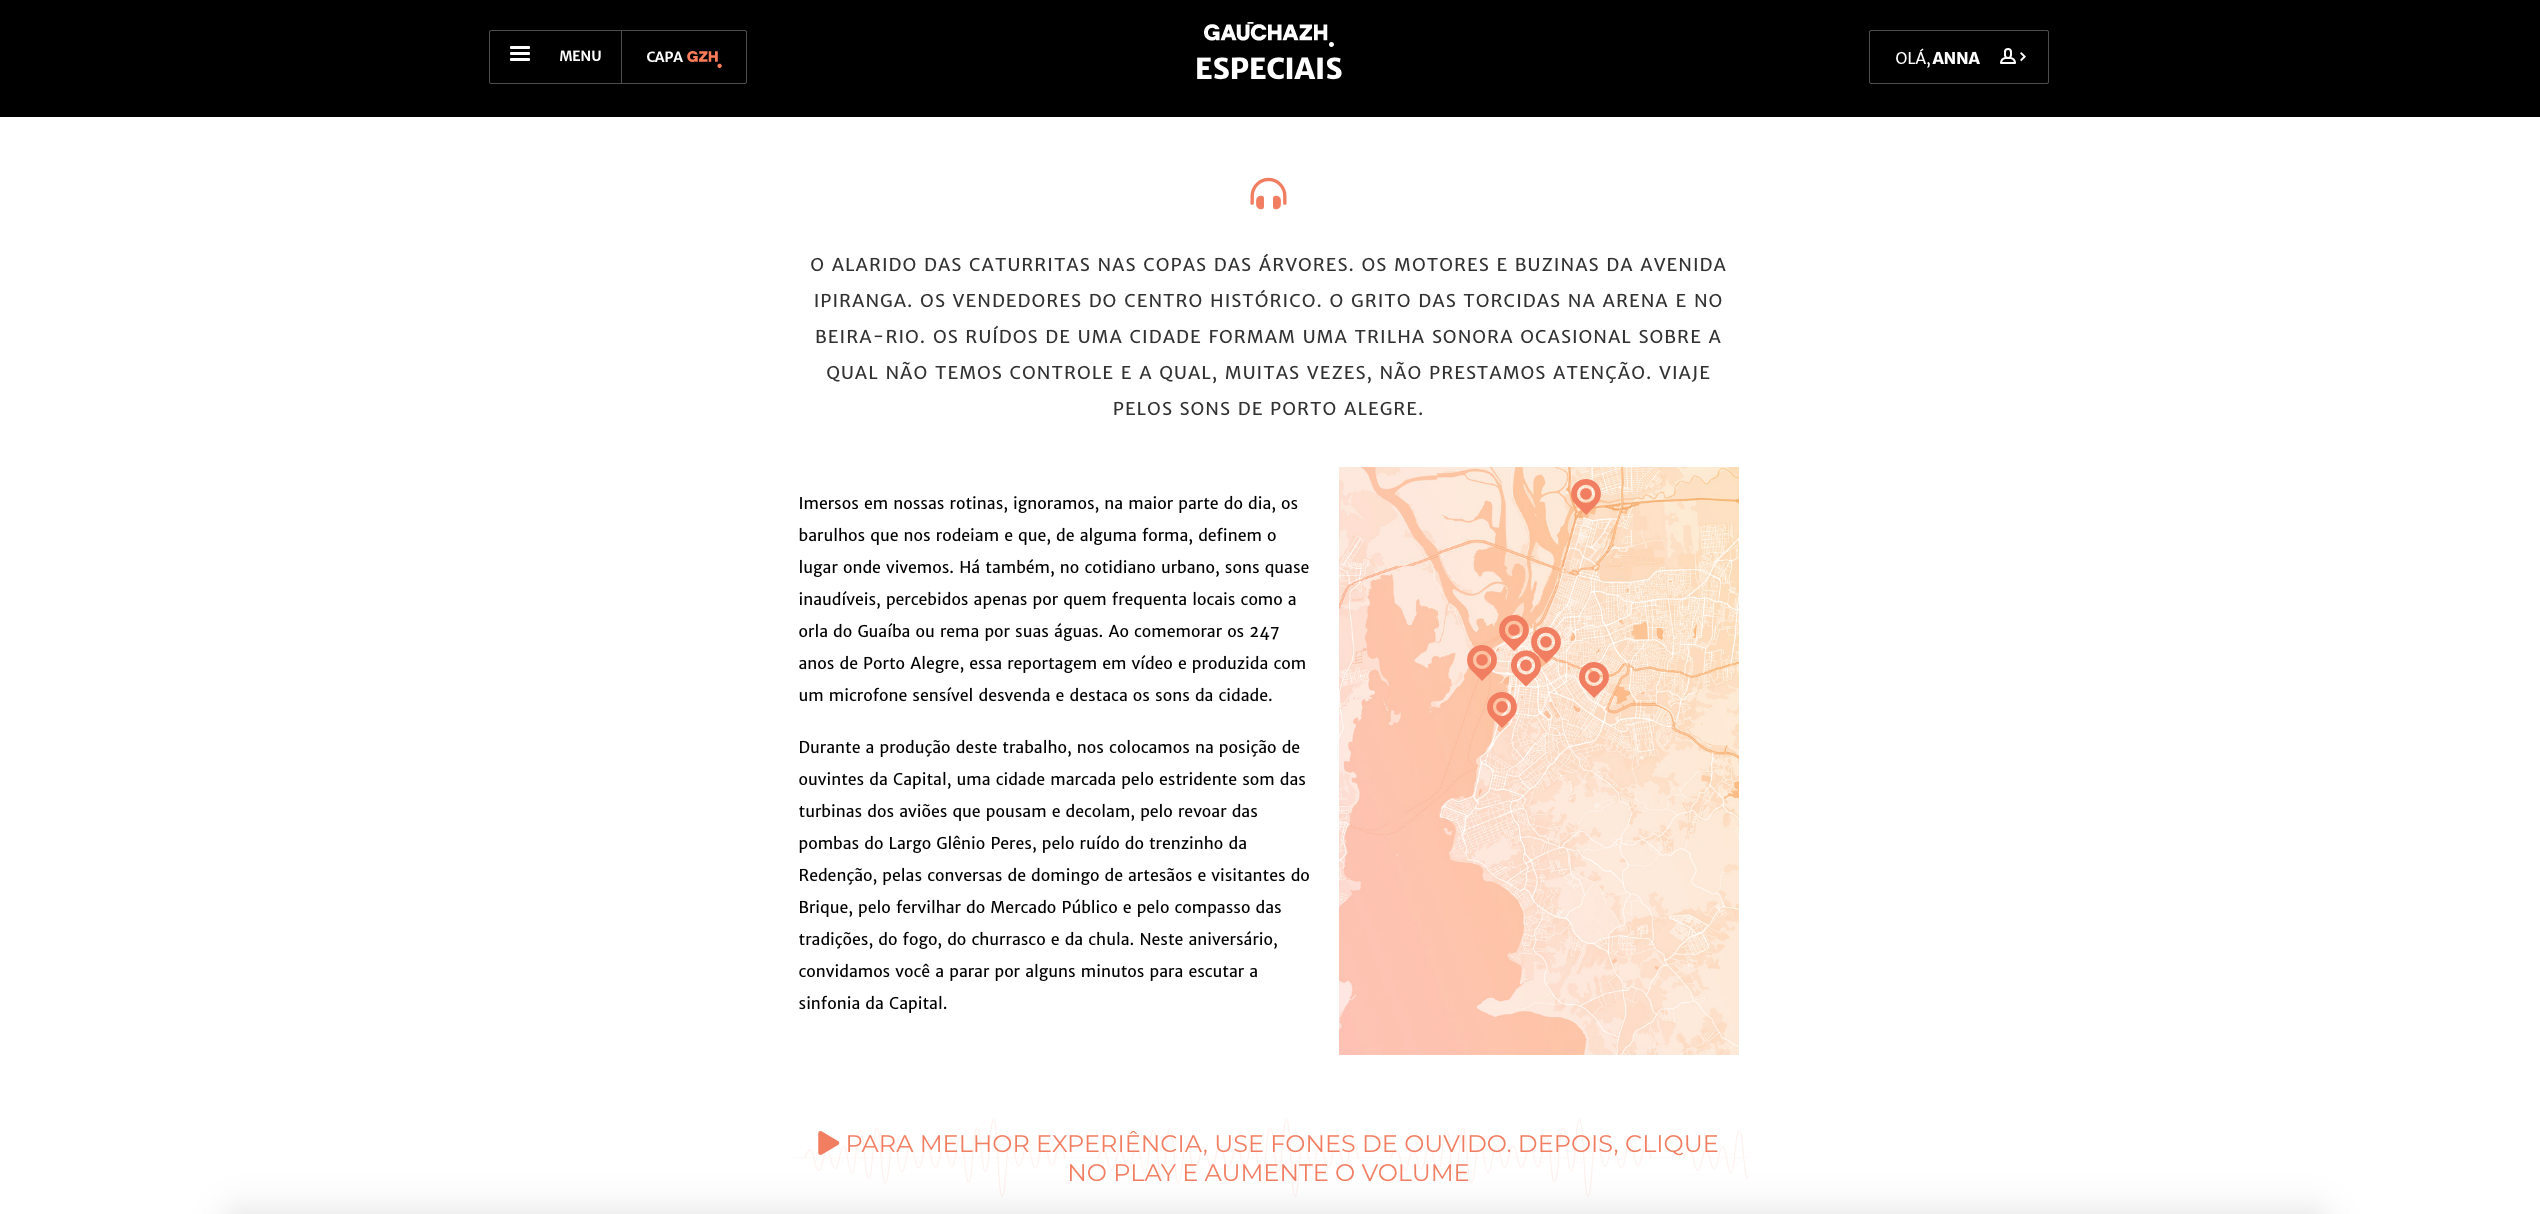 MENU
CAPA GZH.
GAÚCHAZH.
ESPECIAIS
OLÁ, ANNA
O ALARIDO DAS CATURRITAS NAS COPAS DAS ÁRVORES. OS MOTORES E BUZINAS DA AVENIDA
IPIRANGA. OS VENDEDORES DO CENTRO HISTÓRICO. O GRITO DAS TORCIDAS NA ARENA E NO
BEIRA-RIO. OS RUÍDOS DE UMA CIDADE FORMAM UMA TRILHA SONORA OCASIONAL SOBRE A
QUAL NÃO TEMOS CONTROLE E A QUAL, MUITAS VEZES, NÃO PRESTAMOS ATENÇÃO. VIAJE
PELOS SONS DE PORTO ALEGRE.
Imersos em nossas rotinas, ignoramos, na maior parte do dia, os
barulhos que nos rodeiam e que, de alguma forma, definem o
lugar onde vivemos. Há também, no cotidiano urbano, sons quase
inaudíveis, percebidos apenas por quem frequenta locais como a
orla do Guaíba ou rema por suas águas. Ao comemorar os 247
anos de Porto Alegre, essa reportagem em vídeo e produzida com
um microfone sensível desvenda e destaca os sons da cidade.
Durante a produção deste trabalho, nos colocamos na posição de
ouvintes da Capital, uma cidade marcada pelo estridente som das
turbinas dos aviões que pousam e decolam, pelo revoar das
pombas do Largo Glênio Peres, pelo ruído do trenzinho da
Redenção, pelas conversas de domingo de artesãos e visitantes do
Brique, pelo fervilhar do Mercado Público e pelo compasso das
tradições, do fogo, do churrasco e da chula. Neste aniversário,
convidamos você a parar por alguns minutos para escutar a
sinfonia da Capital.
PARA MELHOR EXPERIÊNCIA, USE FONES DE OUVIDO. DEPOIS, CLIQUE
NO PLAY E AUMENTE O VOLUME